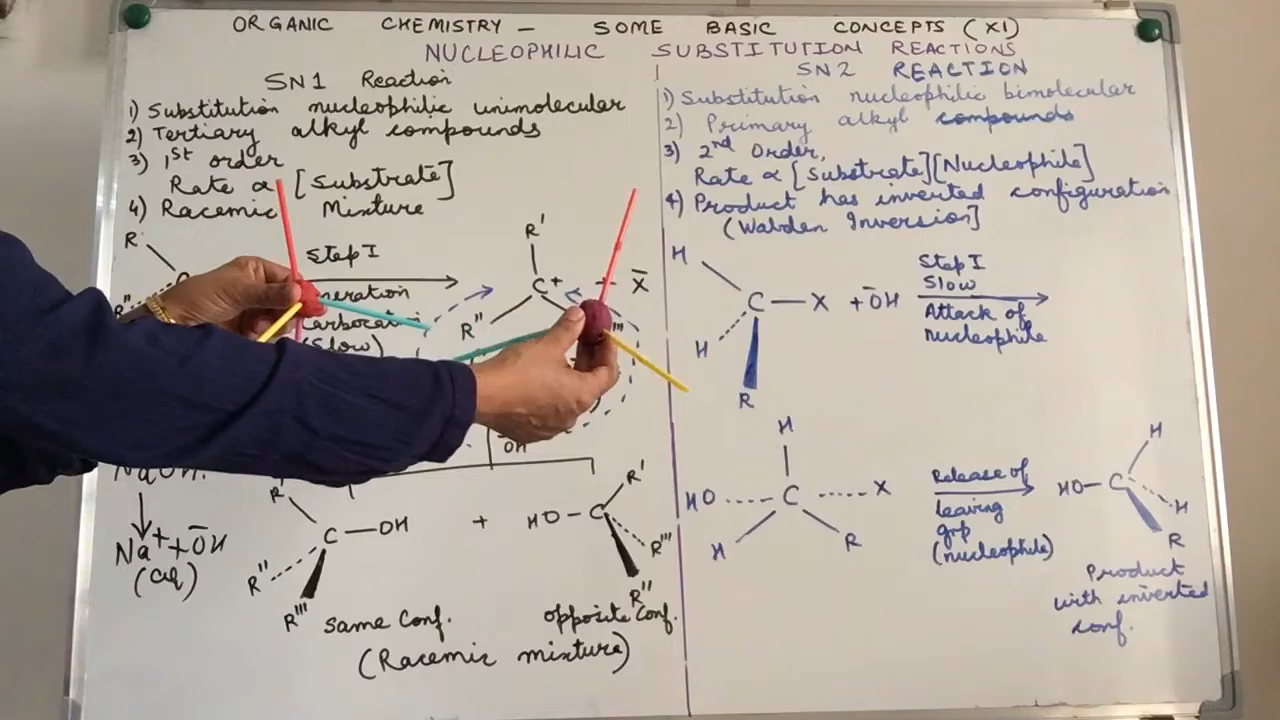 ORGANIC CHEMISTRY – SOME BASIC CONCEPTS (XI)
NUCLEOPHILIC SUBSTITUTION REACTIONS
SN1 Reaction
1) Substitution nucleophilic unimolecular
2) Tertiary alkyl compounds
3) 1st order
Rate ∝ [Substrate]
4) Racemic Mixture
R'
R''
Step I
(Slow)
R'
C+
R''
X̄
ŌH
NaOH
Na+ + ŌH
(aq)
R'
C—OH
R''
R'''
same conf.
+
R'
HO—C
R'''
R''
opposite conf.
(Racemic mixture)
SN2 REACTION
1) Substitution nucleophilic bimolecular
2) Primary alkyl compounds
3) 2nd Order,
Rate ∝ [Substrate][Nucleophile]
4) Product has inverted configuration
(Walden Inversion]
H
C—X + ŌH
H
R
Step I
Slow
Attack of
nucleophile
H
HO C X
H R
Release of
leaving
grp
(nucleophile)
H
HO—C
H
R
Product
with inverted
conf.